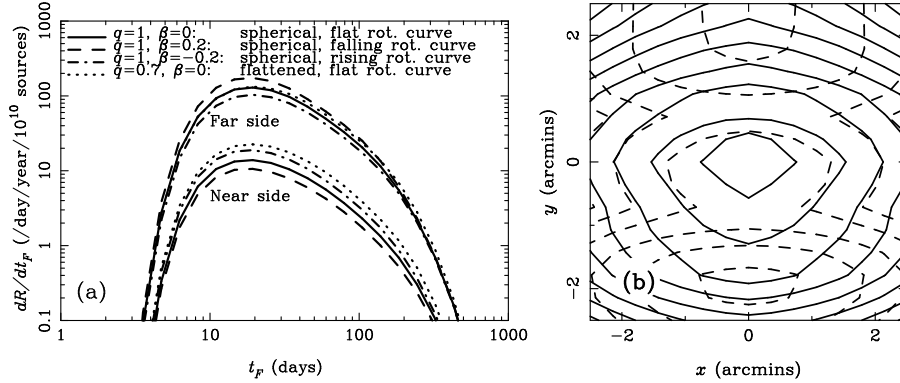 q=1, β=0: spherical, flat rot. curve
q=1, β=0.2: spherical, falling rot. curve
q=1, β=−0.2: spherical, rising rot. curve
q=0.7, β=0: flattened, flat rot. curve
Far side
Near side
(a)
dR/dt_F (/day/year/10^10 sources)
1000
100
10
1
0.1
1 10 100 1000
t_F (days)
(b)
y (arcmins)
2
0
−2
−2 0 2
x (arcmins)